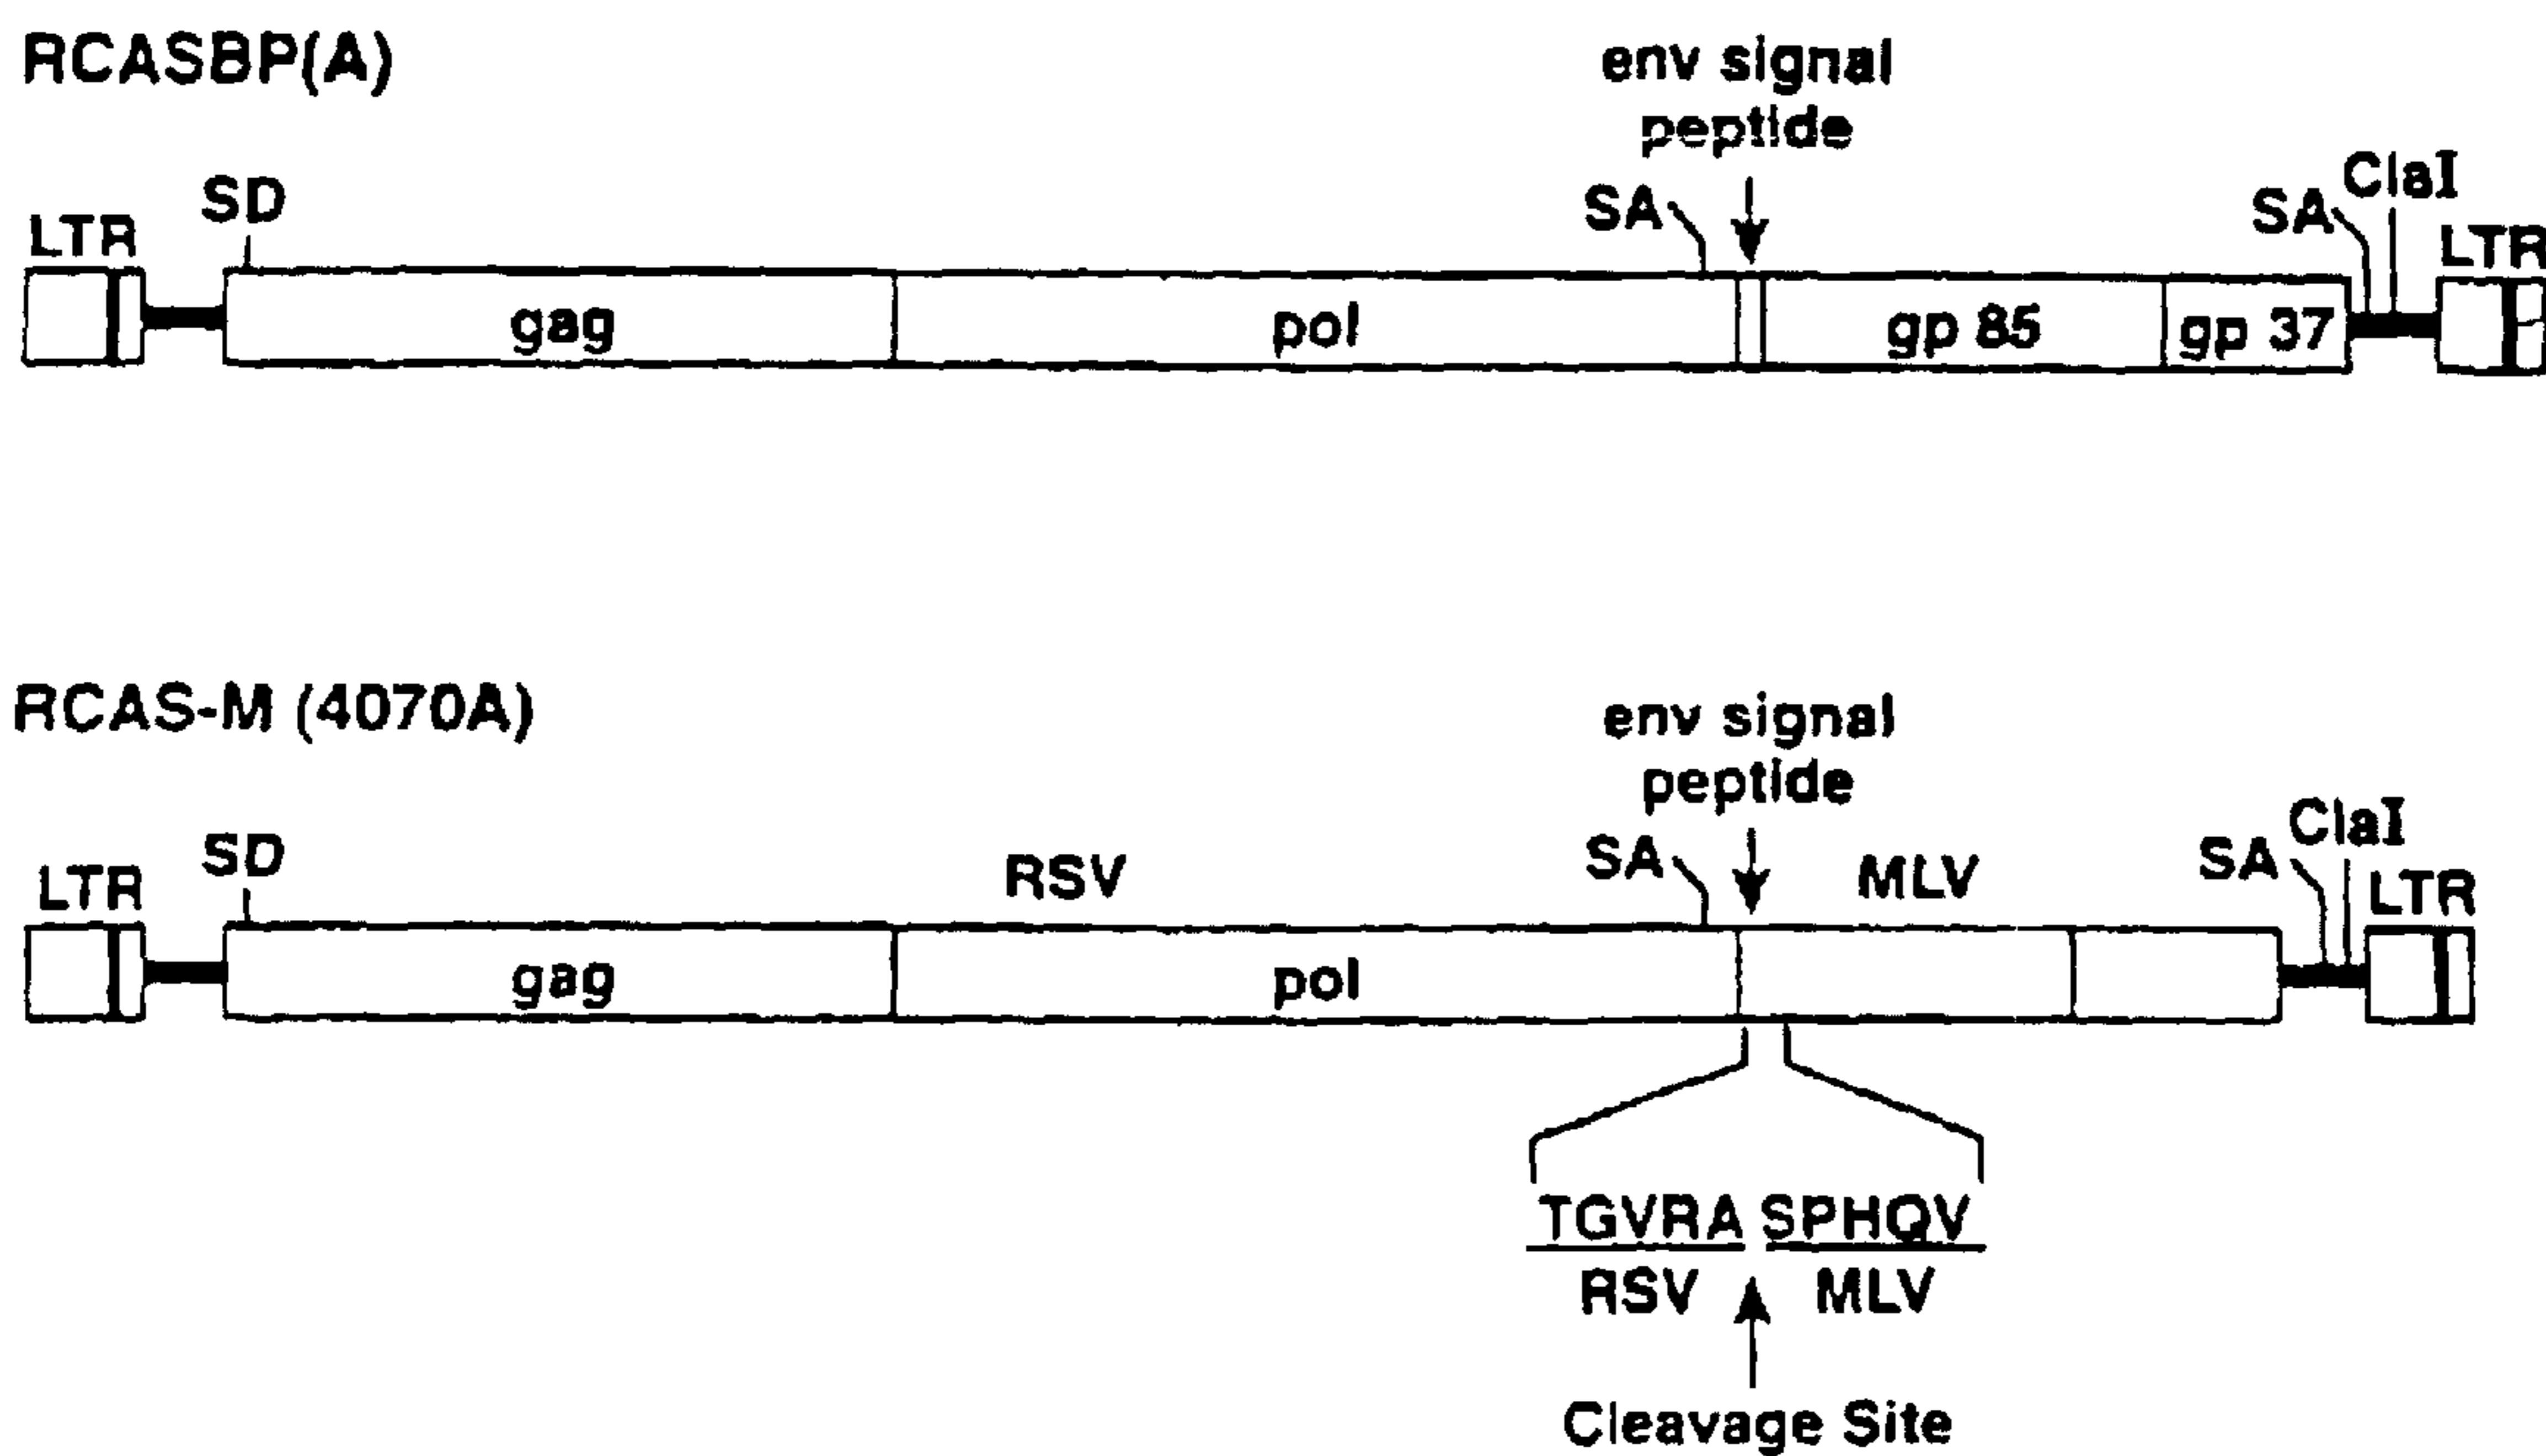 RCASBP(A)
env signal
peptide
LTR
SD
SA
SA
ClaI
LTR
gag
pol
gp 85
gp 37
RCAS-M (4070A)
env signal
peptide
LTR
SD
RSV
SA
MLV
SA
ClaI
LTR
gag
pol
TGVRA SPHQV
RSV
MLV
Cleavage Site